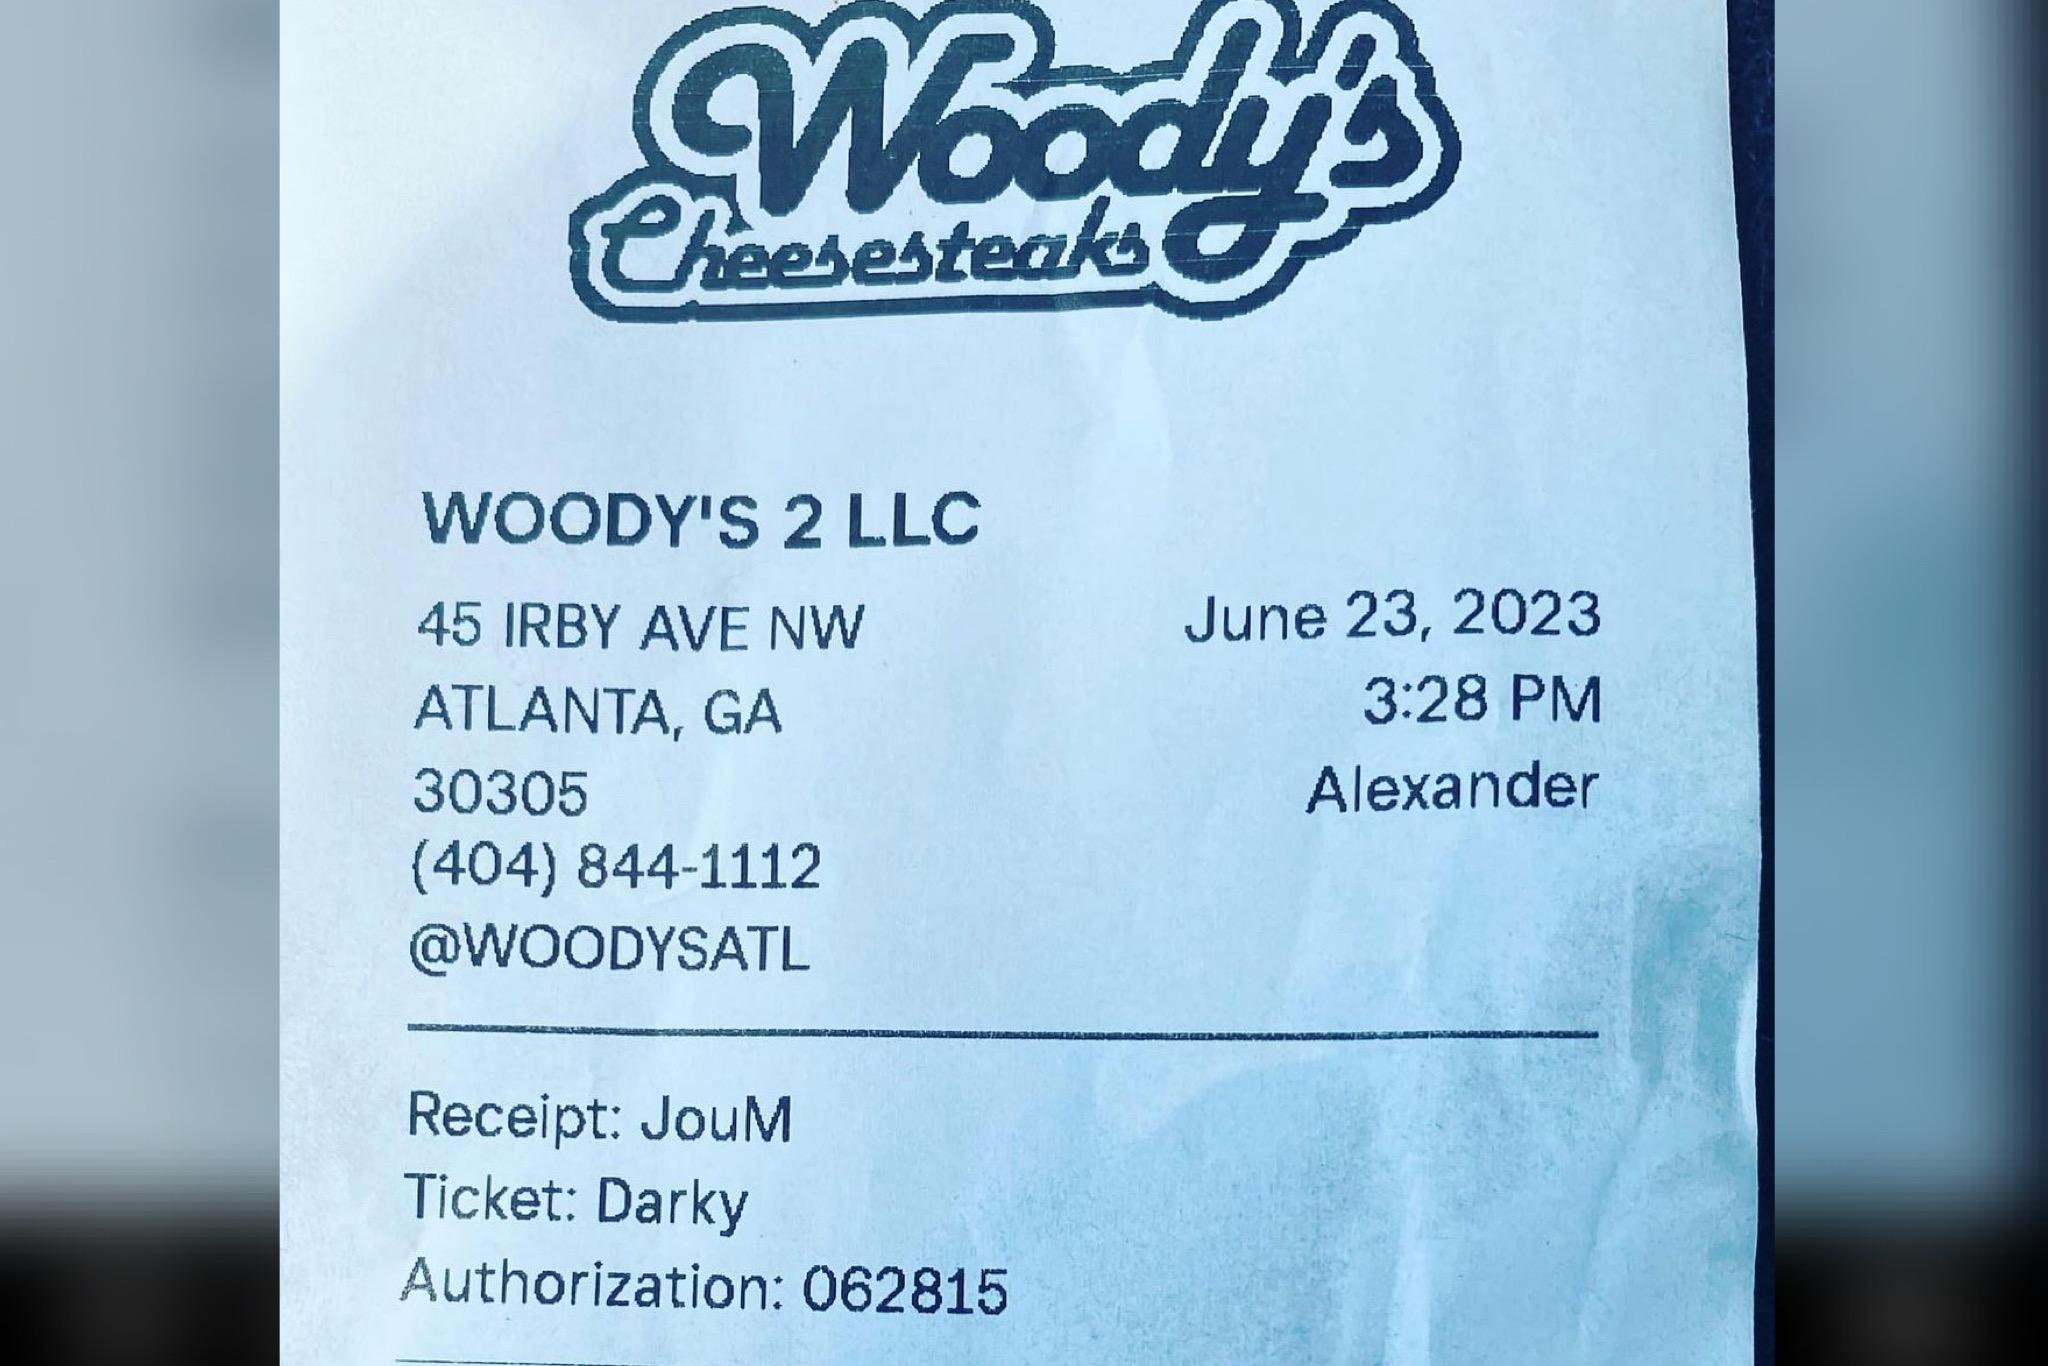 Woody's
Cheesesteaks
WOODY'S 2 LLC
45 IRBY AVE NW
June 23, 2023
ATLANTA, GA
3:28 PM
30305
Alexander
(404) 844-1112
@WOODYSATL
Receipt: JouM
Ticket: Darky
Authorization: 062815